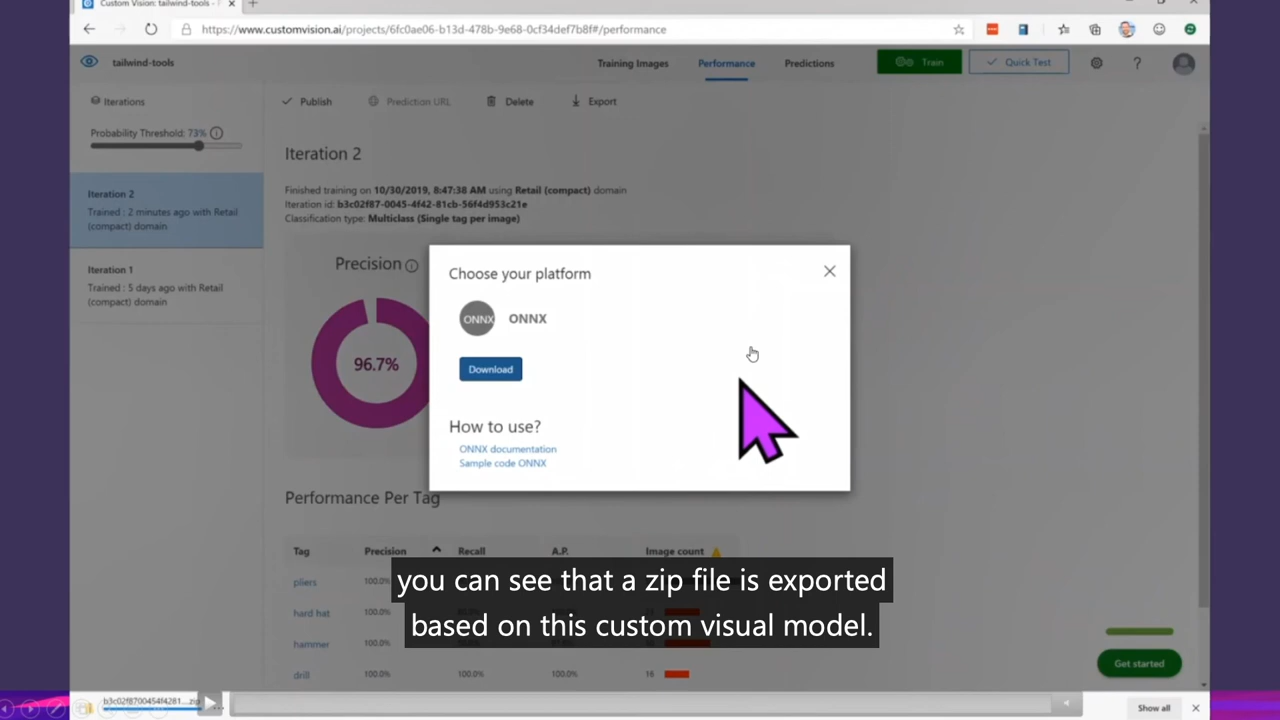 Custom Vision: tailwind-tools -
https://www.customvision.ai/projects/6fc0ae06-b13d-478b-9e68-0cf34def7b8f#/performance
tailwind-tools
Training Images
Performance
Predictions
Train
Quick Test
?
Iterations
Probability Threshold: 73%
Iteration 2
Trained : 2 minutes ago with Retail
(compact) domain
Iteration 1
Trained : 5 days ago with Retail
(compact) domain
Publish
Prediction URL
Delete
Export
Iteration 2
Finished training on 10/30/2019, 8:47:38 AM using Retail (compact) domain
Iteration id: b3c02f87-0045-4f42-81cb-56f4d953c21e
Classification type: Multiclass (Single tag per image)
Precision
96.7%
Choose your platform
ONNX ONNX
Download
How to use?
ONNX documentation
Sample code ONNX
Performance Per Tag
Tag Precision Recall A.P. Image count
pliers 100.0%
hard hat 100.0%
hammer 100.0%
drill 100.0% 100.0% 100.0% 16
you can see that a zip file is exported
based on this custom visual model.
Get started
b3c02f8700454f4281....zip
Show all